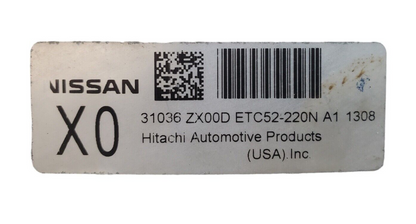 NISSAN
X0
31036 ZX00D ETC52-220N A1 1308
Hitachi Automotive Products
(USA).Inc.